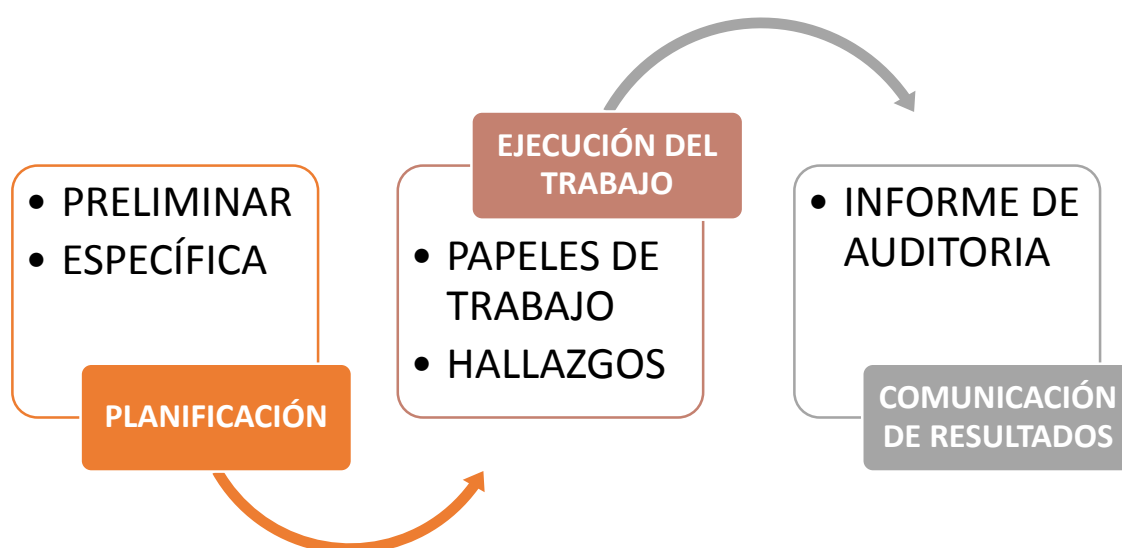 • PRELIMINAR
• ESPECÍFICA
PLANIFICACIÓN
EJECUCIÓN DEL
TRABAJO
• PAPELES DE
TRABAJO
• HALLAZGOS
• INFORME DE
AUDITORIA
COMUNICACIÓN
DE RESULTADOS